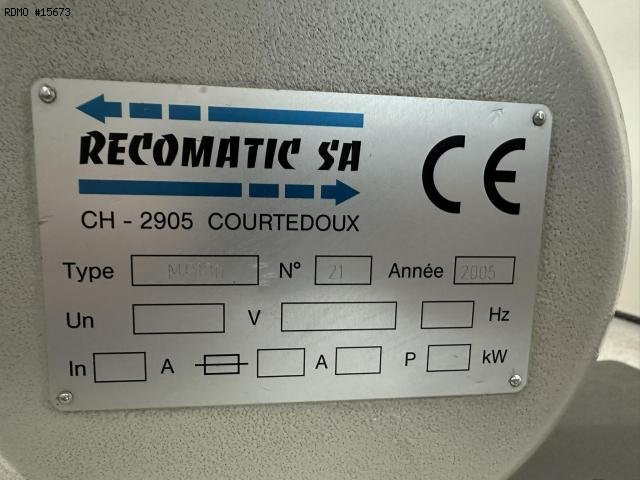 RDMO #15673
RECOMATIC SA
CE
CH - 2905 COURTEDOUX
Type N° 21 Année 2005
Un V Hz
In A A P kW